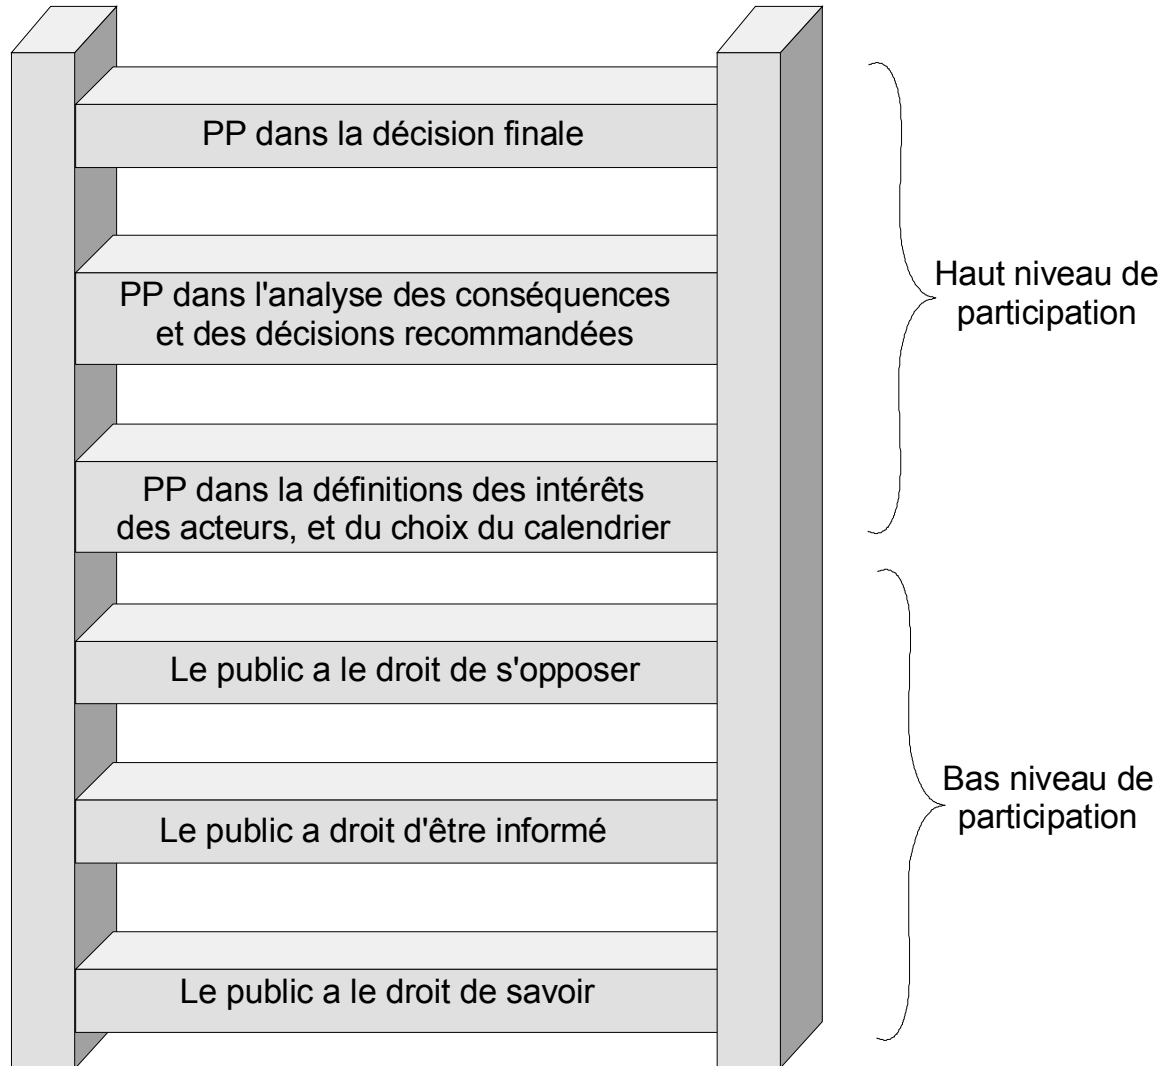 PP dans la décision finale
PP dans l'analyse des conséquences
et des décisions recommandées
Haut niveau de
participation
PP dans la définitions des intérêts
des acteurs, et du choix du calendrier
Le public a le droit de s'opposer
Le public a droit d'être informé
Bas niveau de
participation
Le public a le droit de savoir